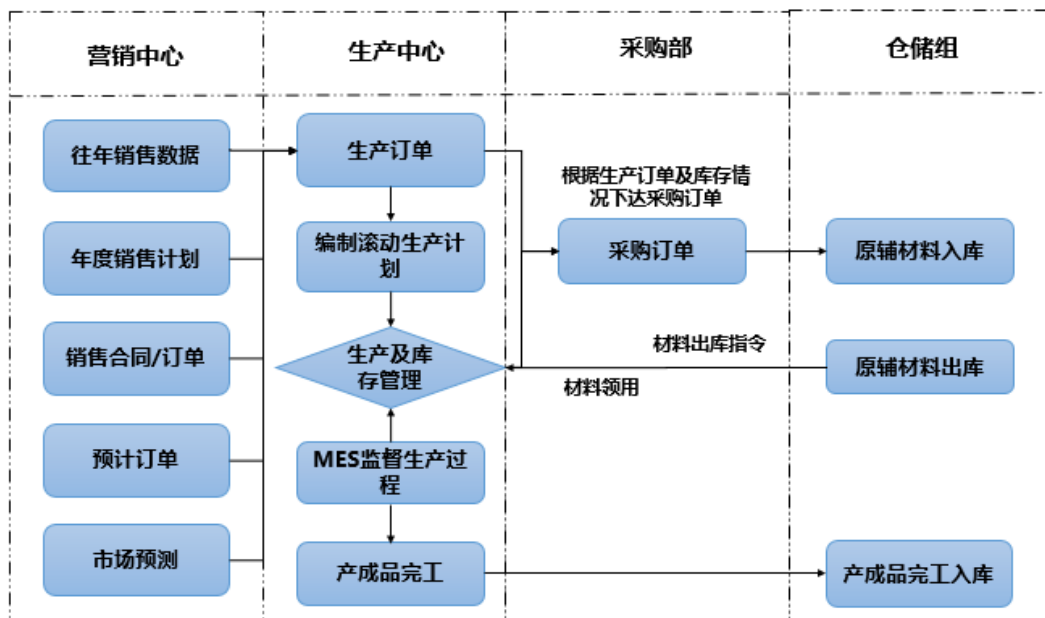 营销中心
生产中心
采购部
仓储组
往年销售数据
年度销售计划
销售合同/订单
预计订单
市场预测
生产订单
编制滚动生产计
划
生产及库
存管理
MES监督生产过
程
产成品完工
根据生产订单及库存情
况下达采购订单
采购订单
材料出库指令
材料领用
原辅材料入库
原辅材料出库
产成品完工入库